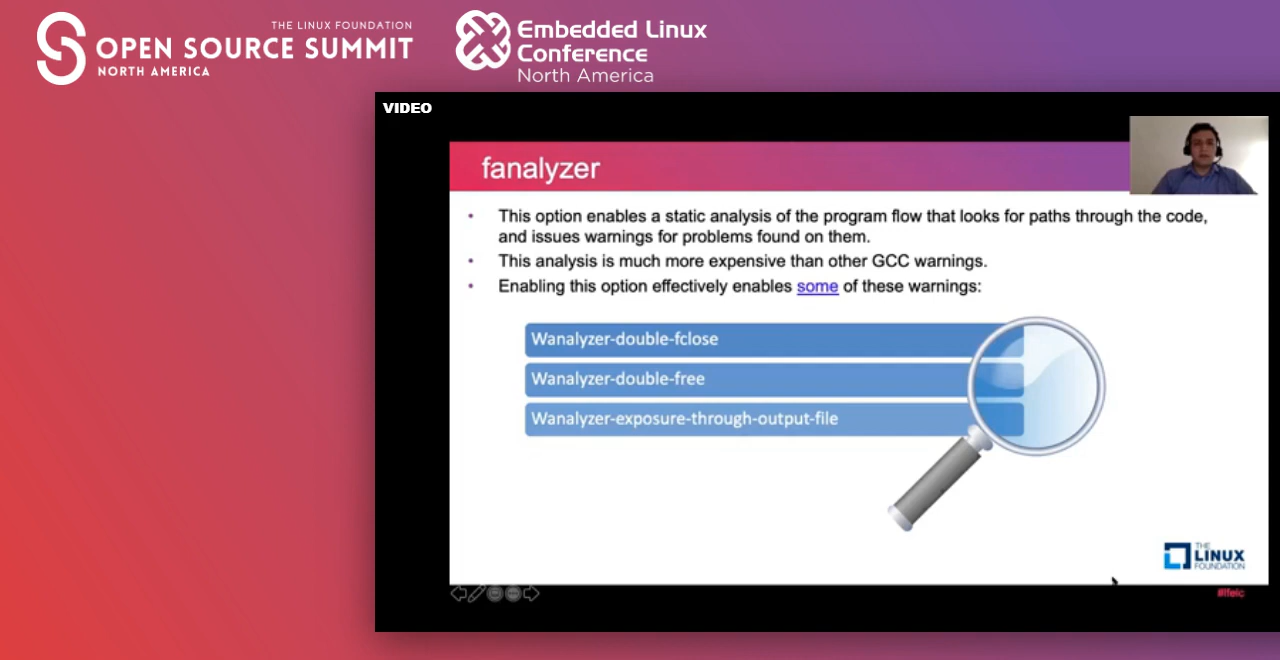 THE LINUX FOUNDATION
OPEN SOURCE SUMMIT
NORTH AMERICA
Embedded Linux
Conference
North America
VIDEO
fanalyzer
• This option enables a static analysis of the program flow that looks for paths through the code,
and issues warnings for problems found on them.
• This analysis is much more expensive than other GCC warnings.
• Enabling this option effectively enables some of these warnings:
Wanalyzer-double-fclose
Wanalyzer-double-free
Wanalyzer-exposure-through-output-file
THE
LINUX
FOUNDATION
#lfelc